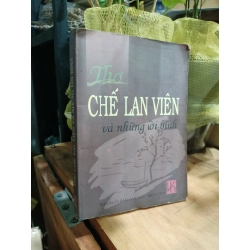 Thơ
CHẾ LAN VIÊN
và những lời bình